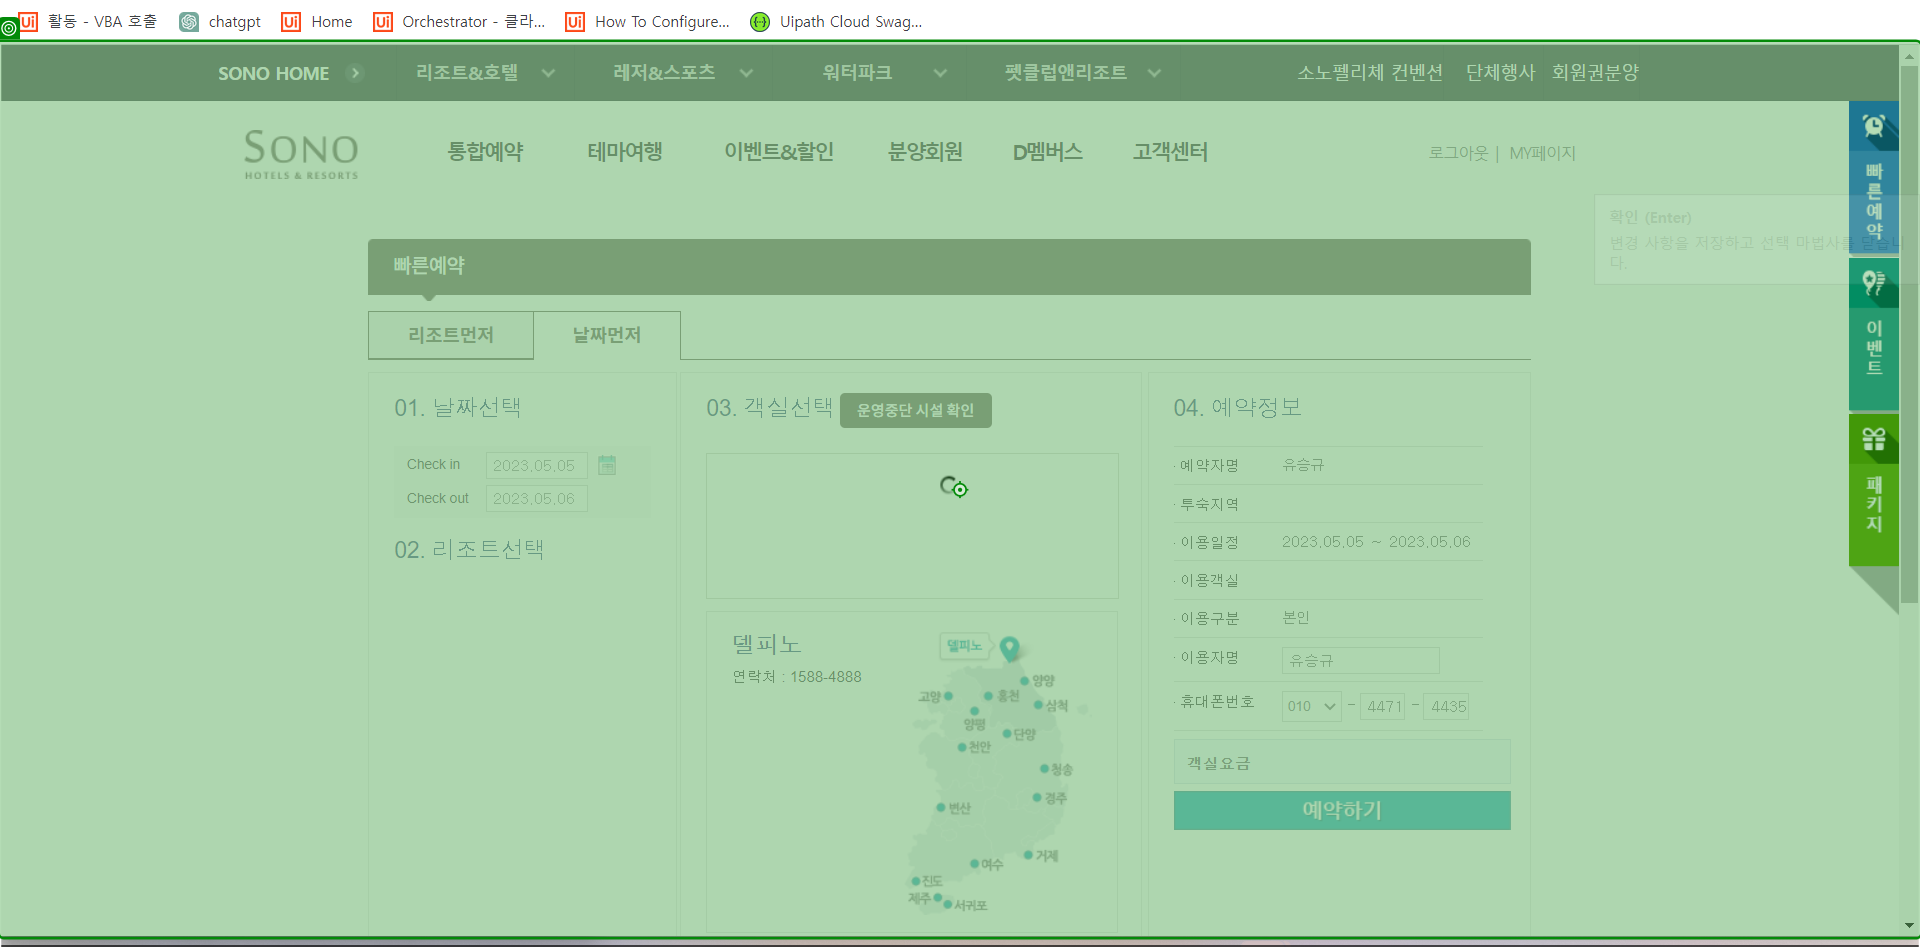 활동 - VBA 호출 chatgpt Home Orchestrator - 클라... How To Configure... Uipath Cloud Swag...
SONO HOME 리조트&호텔 레저&스포츠 워터파크 펫클럽앤리조트 소노펠리체 컨벤션 단체행사 회원권분양
SONO
HOTELS & RESORTS
통합예약 테마여행 이벤트&할인 분양회원 D멤버스 고객센터
로그아웃 | MY페이지
빠른예약
이벤트
패키지
확인 (Enter)
변경 사항을 저장하고 선택 마법사를 닫습니
다.
빠른예약
리조트먼저 날짜먼저
01. 날짜선택
Check in 2023.05.05
Check out 2023.05.06
02. 리조트선택
03. 객실선택 운영중단 시설 확인
델피노
연락처 : 1588-4888
델피노
양양
고양
홍천
삼척
양평
단양
천안
청송
경주
변산
거제
여수
진도
제주
서귀포
04. 예약정보
· 예약자명 유승규
· 투숙지역
· 이용일정 2023.05.05 ~ 2023.05.06
· 이용객실
· 이용구분 본인
· 이용자명 유승규
· 휴대폰번호 010 - 4471 - 4435
객실요금
예약하기